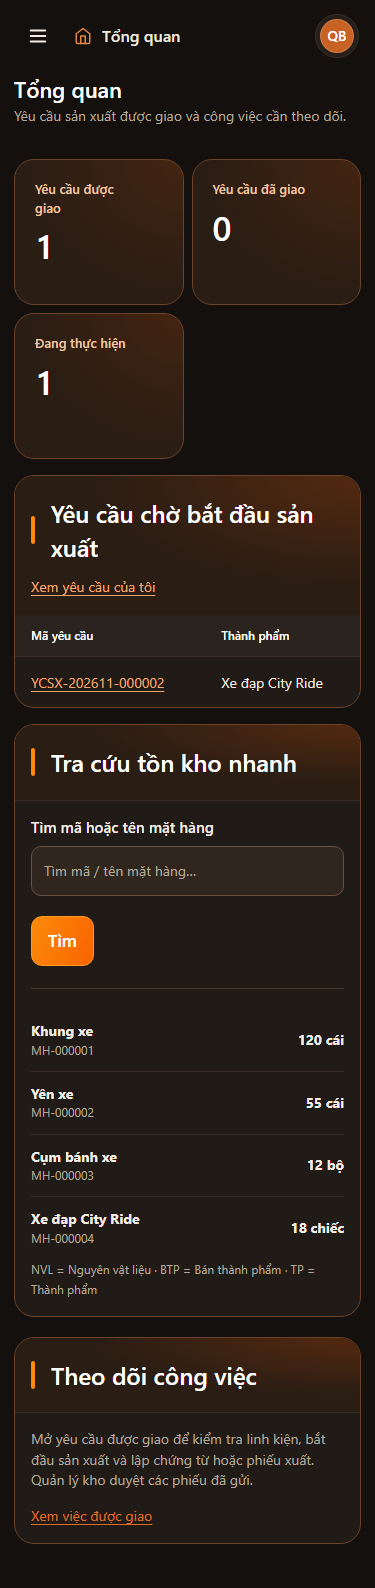 Tổng quan
QB
Tổng quan
Yêu cầu sản xuất được giao và công việc cần theo dõi.
Yêu cầu được
giao
1
Yêu cầu đã giao
0
Đang thực hiện
1
Yêu cầu chờ bắt đầu sản
xuất
Xem yêu cầu của tôi
Mã yêu cầu
Thành phẩm
YCSX-202611-000002
Xe đạp City Ride
Tra cứu tồn kho nhanh
Tìm mã hoặc tên mặt hàng
Tìm mã / tên mặt hàng...
Tìm
Khung xe
MH-000001
120 cái
Yên xe
MH-000002
55 cái
Cụm bánh xe
MH-000003
12 bộ
Xe đạp City Ride
MH-000004
18 chiếc
NVL = Nguyên vật liệu · BTP = Bán thành phẩm · TP =
Thành phẩm
Theo dõi công việc
Mở yêu cầu được giao để kiểm tra linh kiện, bắt
đầu sản xuất và lập chứng từ hoặc phiếu xuất.
Quản lý kho duyệt các phiếu đã gửi.
Xem việc được giao